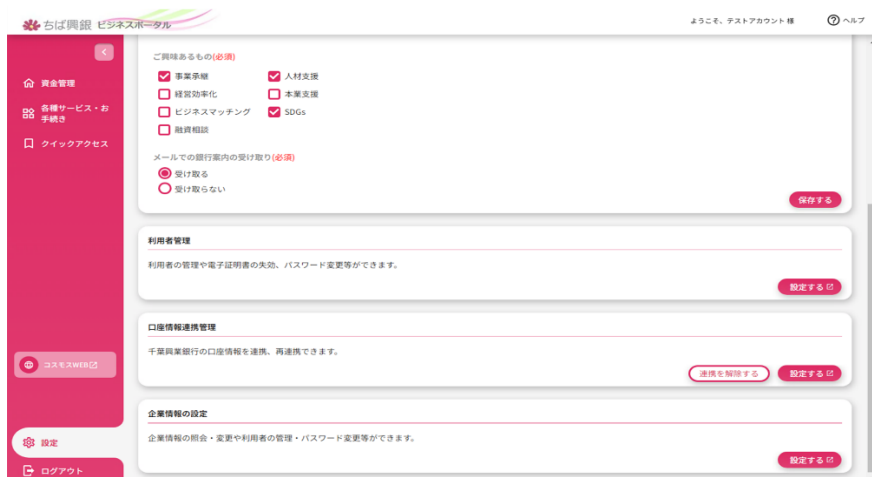 ちば興銀 ビジネスポータル
ようこそ、テストアカウント 様
ヘルプ
資金管理
各種サービス・お
手続き
クイックアクセス
コスモスWEB
設定
ログアウト
ご興味あるもの(必須)
事業承継 人材支援
経営効率化 本業支援
ビジネスマッチング SDGs
融資相談
メールでの銀行案内の受け取り(必須)
受け取る
受け取らない
保存する
利用者管理
利用者の管理や電子証明書の失効、パスワード変更等ができます。
設定する
口座情報連携管理
千葉興業銀行の口座情報を連携、再連携できます。
連携を解除する 設定する
企業情報の設定
企業情報の照会・変更や利用者の管理・パスワード変更等ができます。
設定する